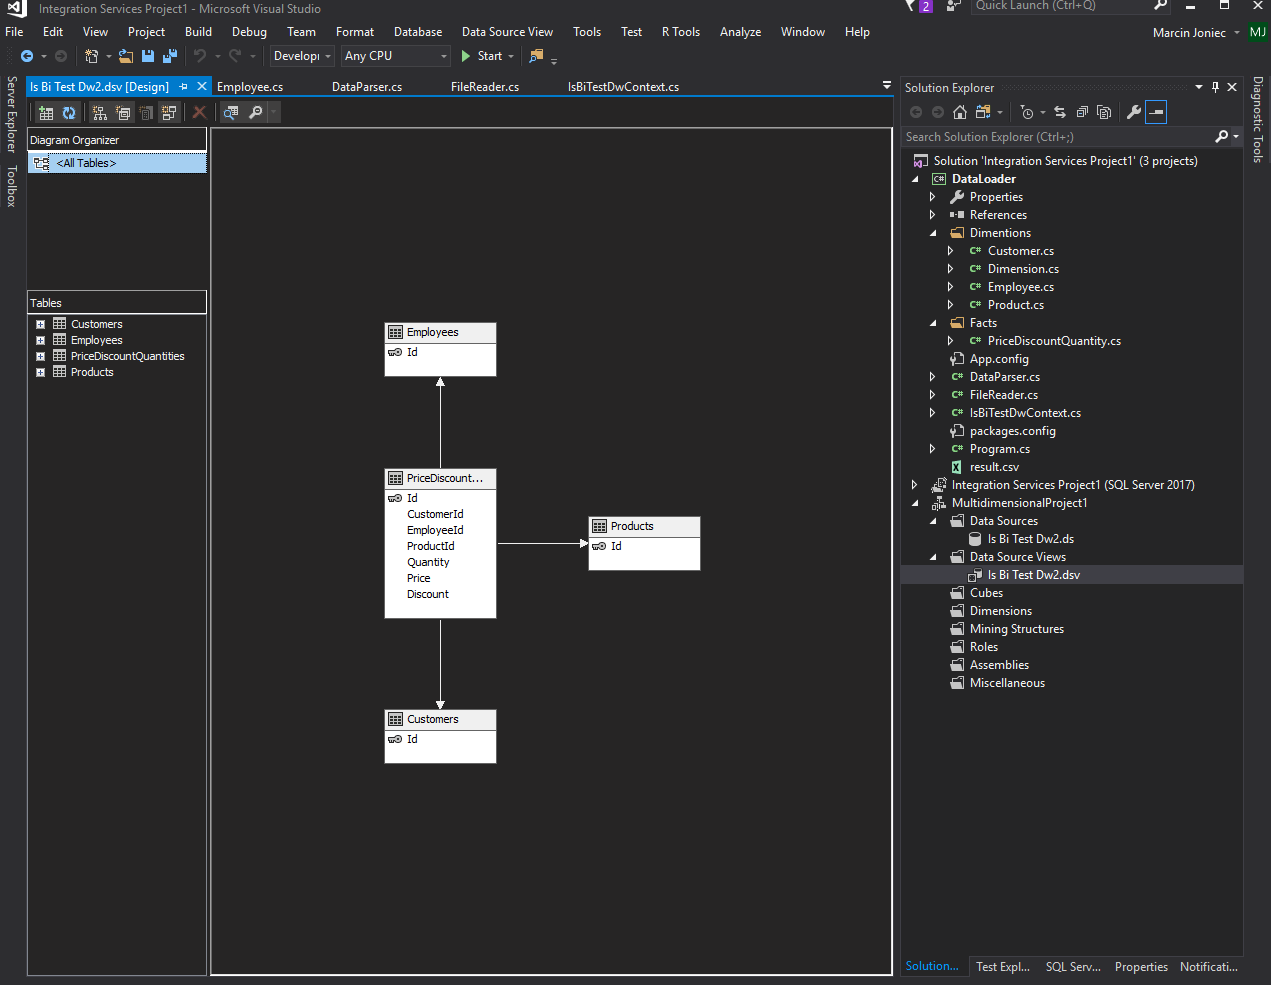 Integration Services Project1 - Microsoft Visual Studio
2
Quick Launch (Ctrl+Q)
File Edit View Project Build Debug Team Format Database Data Source View Tools Test R Tools Analyze Window Help
Marcin Joniec MJ
Developı Any CPU Start
Server Explorer
Toolbox
Is Bi Test Dw2.dsv [Design] Employee.cs DataParser.cs FileReader.cs IsBiTestDwContext.cs
Diagram Organizer
<All Tables>
Tables
Customers
Employees
PriceDiscountQuantities
Products
Employees
Id
PriceDiscount...
Id
CustomerId
EmployeeId
ProductId
Quantity
Price
Discount
Products
Id
Customers
Id
Solution Explorer
Search Solution Explorer (Ctrl+;)
Solution 'Integration Services Project1' (3 projects)
C# DataLoader
Properties
References
Dimentions
C# Customer.cs
C# Dimension.cs
C# Employee.cs
C# Product.cs
Facts
C# PriceDiscountQuantity.cs
App.config
C# DataParser.cs
C# FileReader.cs
C# IsBiTestDwContext.cs
packages.config
C# Program.cs
result.csv
Integration Services Project1 (SQL Server 2017)
MultidimensionalProject1
Data Sources
Is Bi Test Dw2.ds
Data Source Views
Is Bi Test Dw2.dsv
Cubes
Dimensions
Mining Structures
Roles
Assemblies
Miscellaneous
Solution... Test Expl... SQL Serv... Properties Notificati...
Diagnostic Tools